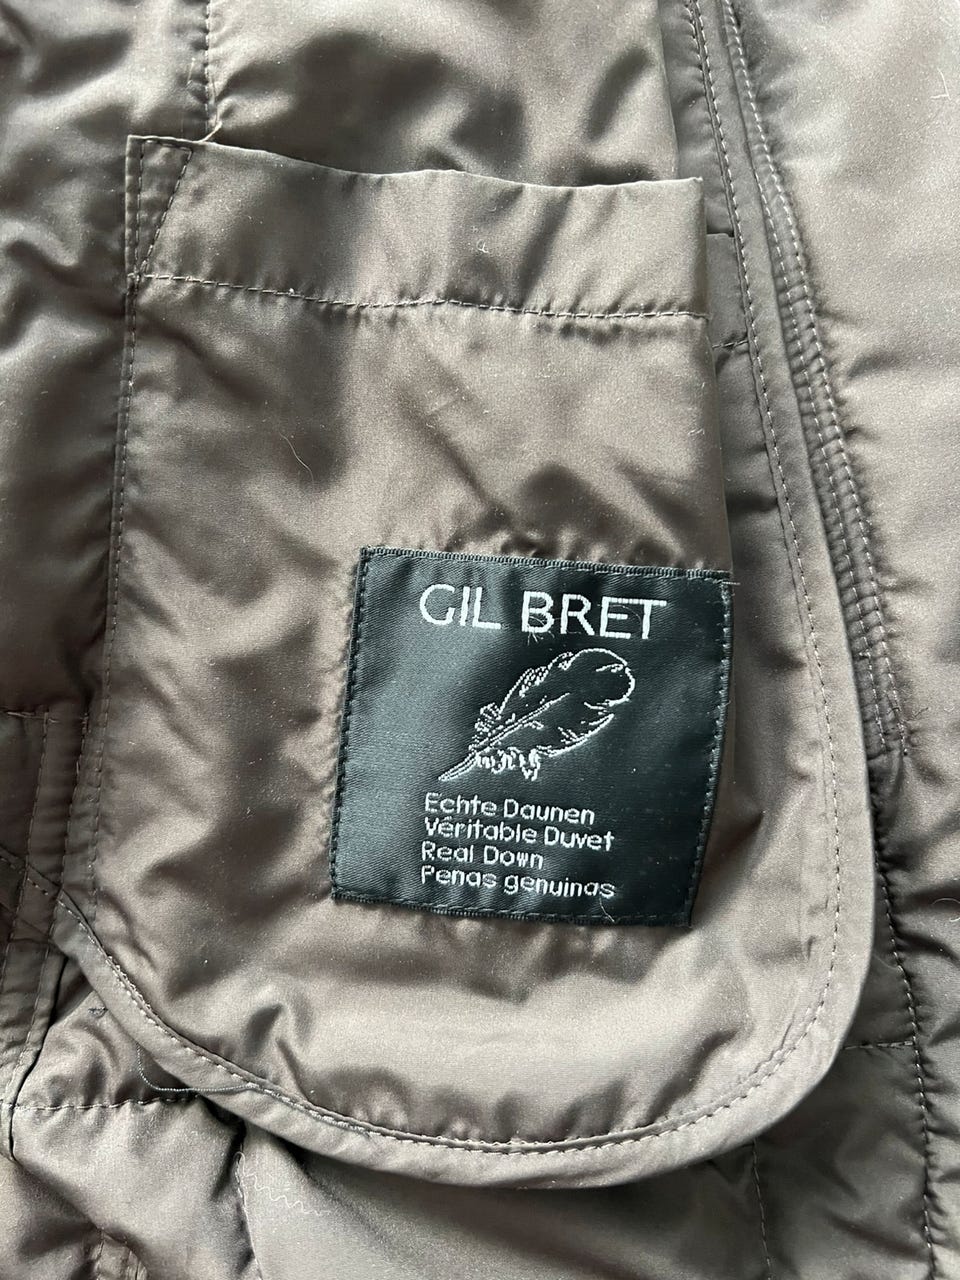 GIL BRET
Echte Daunen
Véritable Duvet
Real Down
Penas genuinas